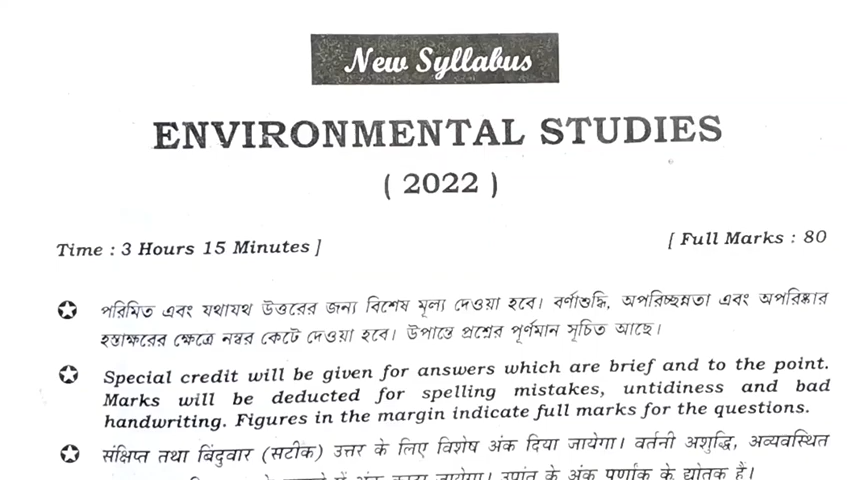 New Syllabus
ENVIRONMENTAL STUDIES
( 2022 )
Time : 3 Hours 15 Minutes ]
[ Full Marks : 80
পরিমিত এবং যথাযথ উত্তরের জন্য বিশেষ মূল্য দেওয়া হবে। বর্ণাশুদ্ধি, অপরিচ্ছন্নতা এবং অপরিষ্কার
হস্তাক্ষরের ক্ষেত্রে নম্বর কেটে দেওয়া হবে। উপান্তে প্রশ্নের পূর্ণমান সূচিত আছে।
Special credit will be given for answers which are brief and to the point.
Marks will be deducted for spelling mistakes, untidiness and bad
handwriting. Figures in the margin indicate full marks for the questions.
संक्षिप्त तथा बिंदुवार (सटीक) उत्तर के लिए विशेष अंक दिया जायेगा। वर्तनी अशुद्धि, अव्यवस्थित
में अंक काटा जायेगा। उपांत के अंक पूर्णांक के द्योतक हैं।